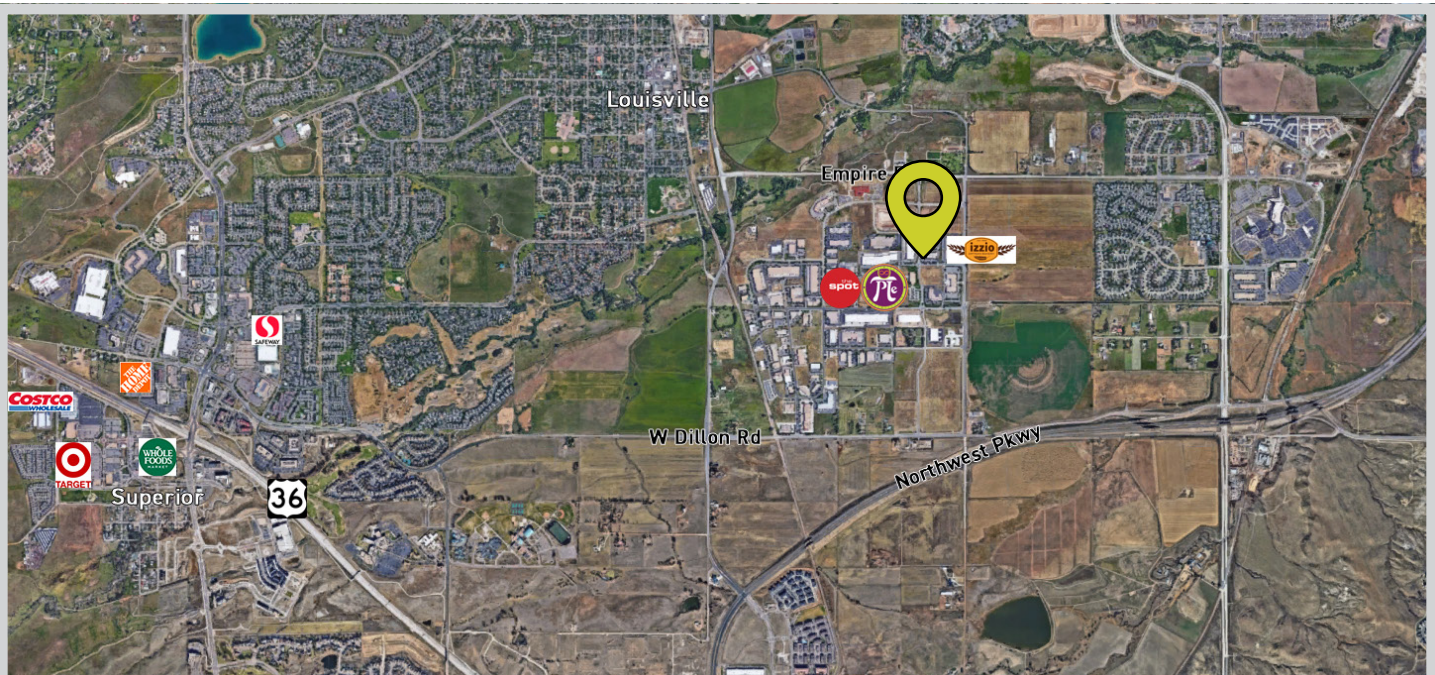 Louisville
Empire
izzio
spot
PTc
SAFEWAY
THE
HOME
DEPOT
COSTCO
WHOLESALE
W Dillon Rd
Northwest Pkwy
WHOLE
FOODS
MARKET
TARGET
Superior
36